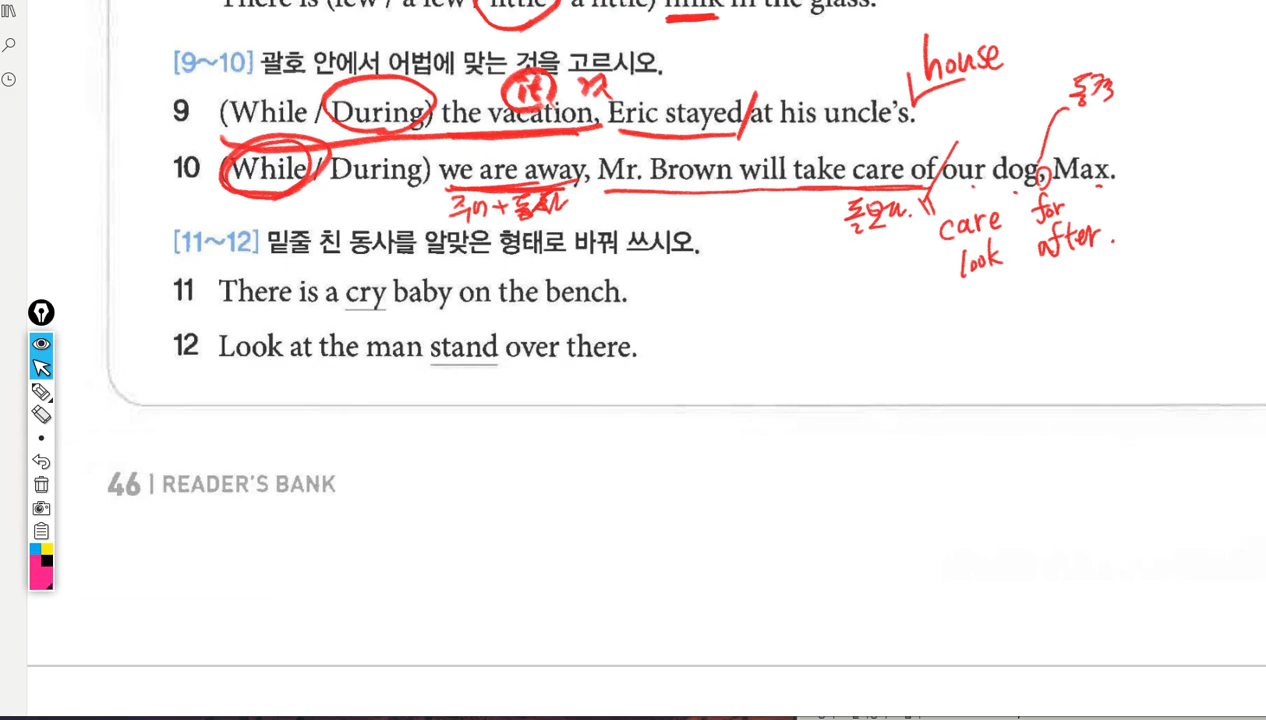 There is (few / a few / little / a little) milk in the glass.
[9~10] 괄호 안에서 어법에 맞는 것을 고르시오.
house
동격
9 (While / During) the vacation, Eric stayed at his uncle's.
10 (While / During) we are away, Mr. Brown will take care of our dog, Max.
주어 + 동사
돌보다.
care for
look after.
[11~12] 밑줄 친 동사를 알맞은 형태로 바꿔 쓰시오.
11 There is a cry baby on the bench.
12 Look at the man stand over there.
46 | READER'S BANK